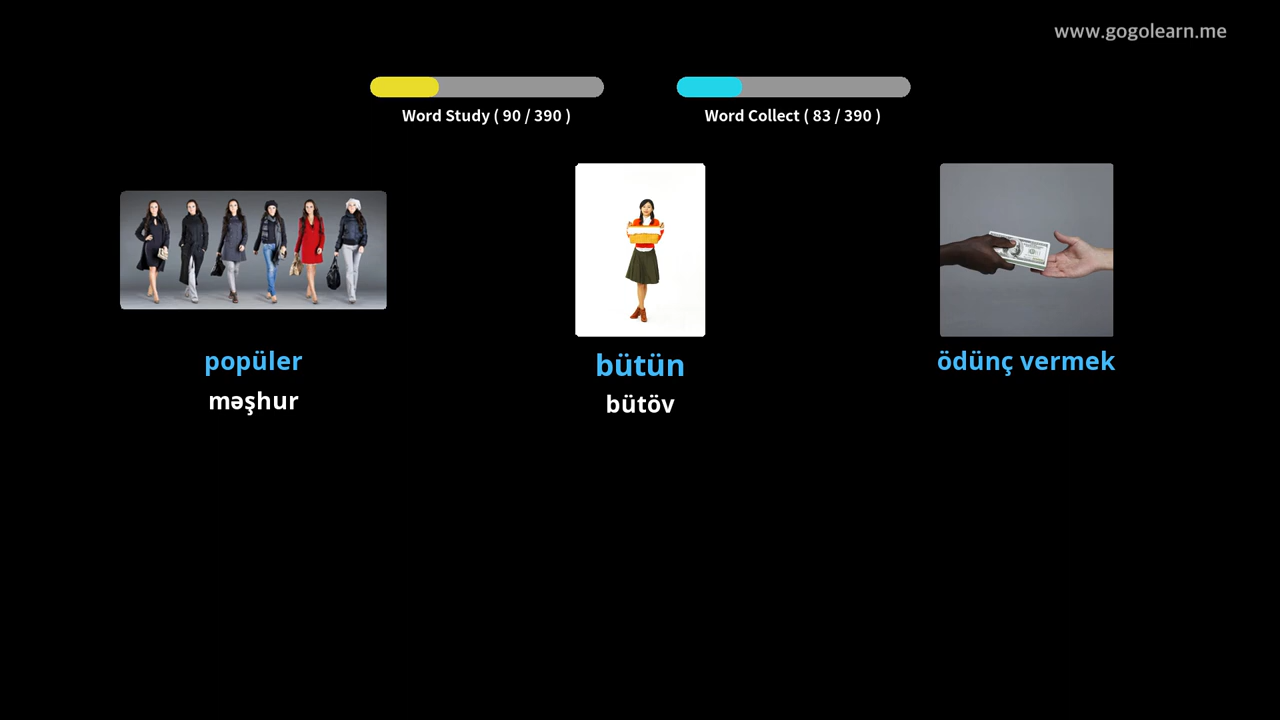 www.gogolearn.me
Word Study ( 90 / 390 )
Word Collect ( 83 / 390 )
popüler
məşhur
bütün
bütöv
ödünç vermek